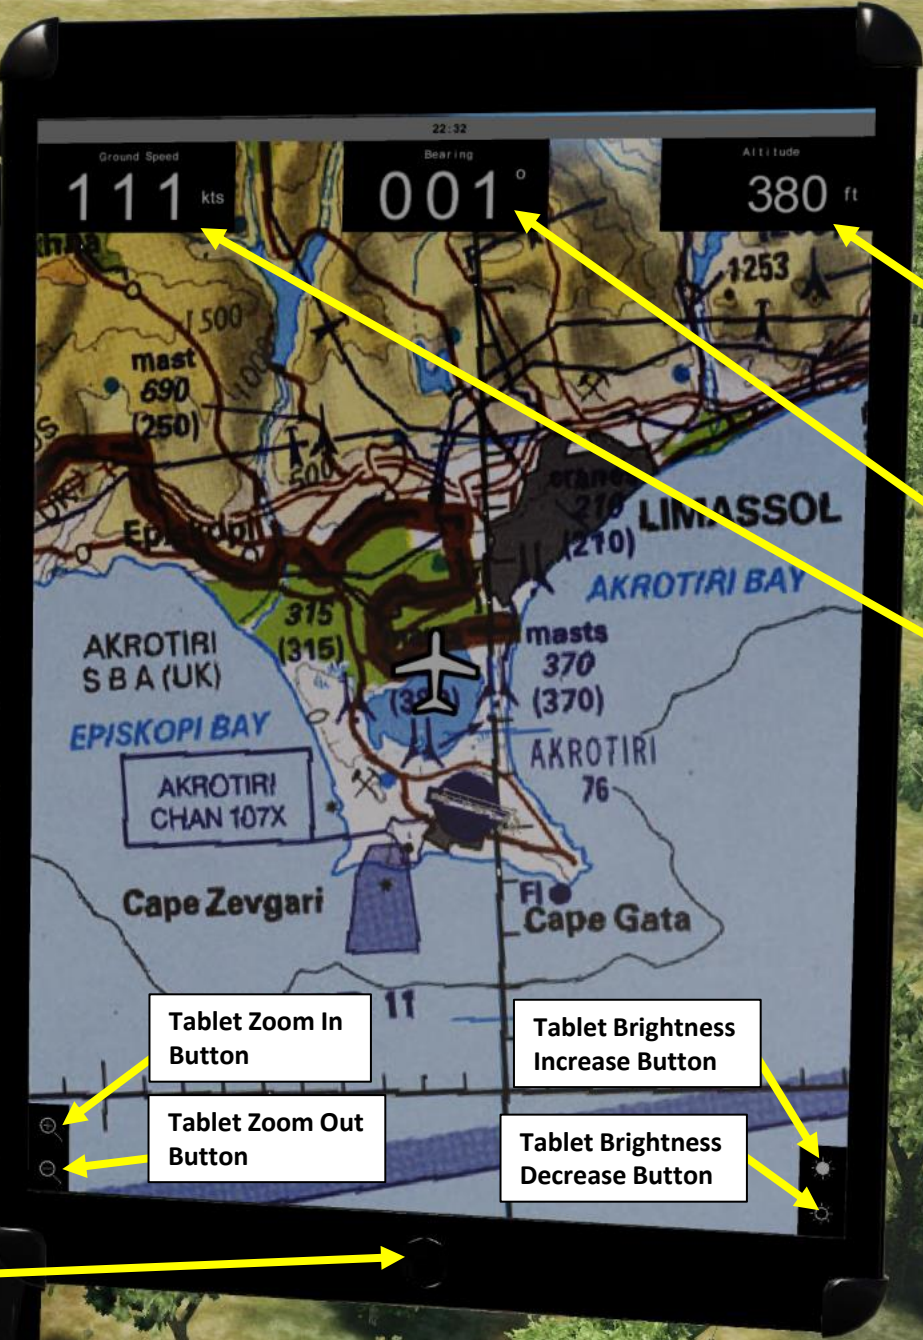 22:32
Ground Speed
111 kts
Bearing
001°
Altitude
380 ft
1253
1500
mast
690
(250)
500
cranes
210
(210)
LIMASSOL
Episkopi
AKROTIRI BAY
315
(315)
AKROTIRI
S B A (UK)
masts
370
(370)
EPISKOPI BAY
AKROTIRI
76
AKROTIRI
CHAN 107X
Cape Zevgari
Fl
Cape Gata
11
Tablet Zoom In
Button
Tablet Brightness
Increase Button
Tablet Zoom Out
Button
Tablet Brightness
Decrease Button